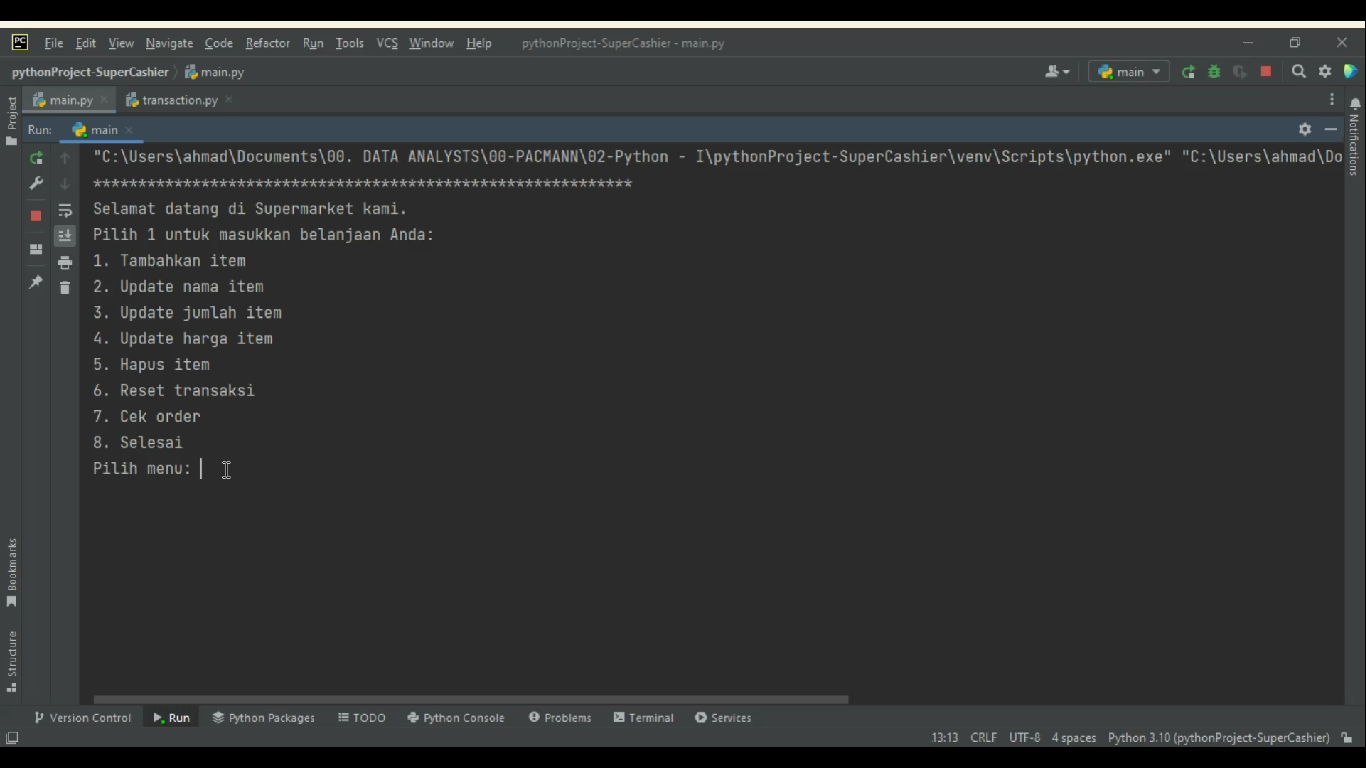 PC File Edit View Navigate Code Refactor Run Tools VCS Window Help pythonProject-SuperCashier - main.py
pythonProject-SuperCashier main.py main
main.py transaction.py
Run: main
"C:\Users\ahmad\Documents\00. DATA ANALYSTS\00-PACMANN\02-Python - I\pythonProject-SuperCashier\venv\Scripts\python.exe" "C:\Users\ahmad\Do
************************************************************
Selamat datang di Supermarket kami.
Pilih 1 untuk masukkan belanjaan Anda:
1. Tambahkan item
2. Update nama item
3. Update jumlah item
4. Update harga item
5. Hapus item
6. Reset transaksi
7. Cek order
8. Selesai
Pilih menu:
Project
Bookmarks
Structure
Notifications
Version Control Run Python Packages TODO Python Console Problems Terminal Services
13:13 CRLF UTF-8 4 spaces Python 3.10 (pythonProject-SuperCashier)